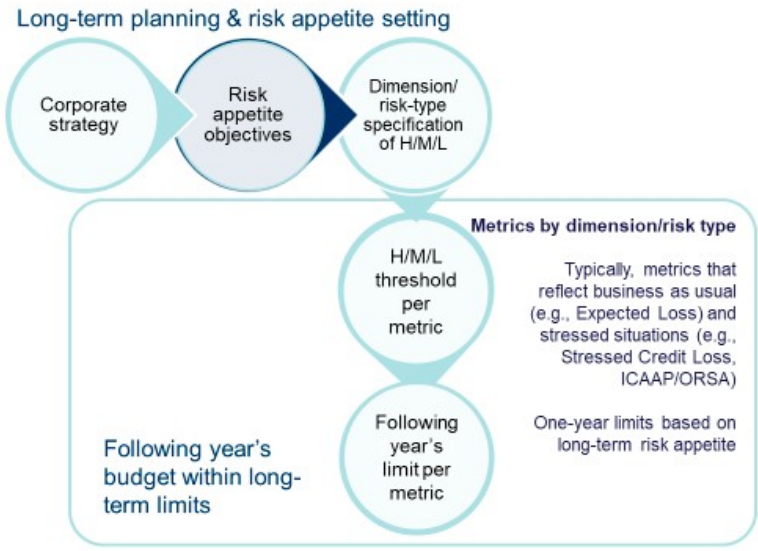 Long-term planning & risk appetite setting
Corporate
strategy
Risk
appetite
objectives
Dimension/
risk-type
specification
of H/M/L
H/M/L
threshold
per
metric
Metrics by dimension/risk type
Typically, metrics that
reflect business as usual
(e.g., Expected Loss) and
stressed situations (e.g.,
Stressed Credit Loss,
ICAAP/ORSA)
One-year limits based on
long-term risk appetite
Following year's
budget within long-
term limits
Following
year's
limit per
metric